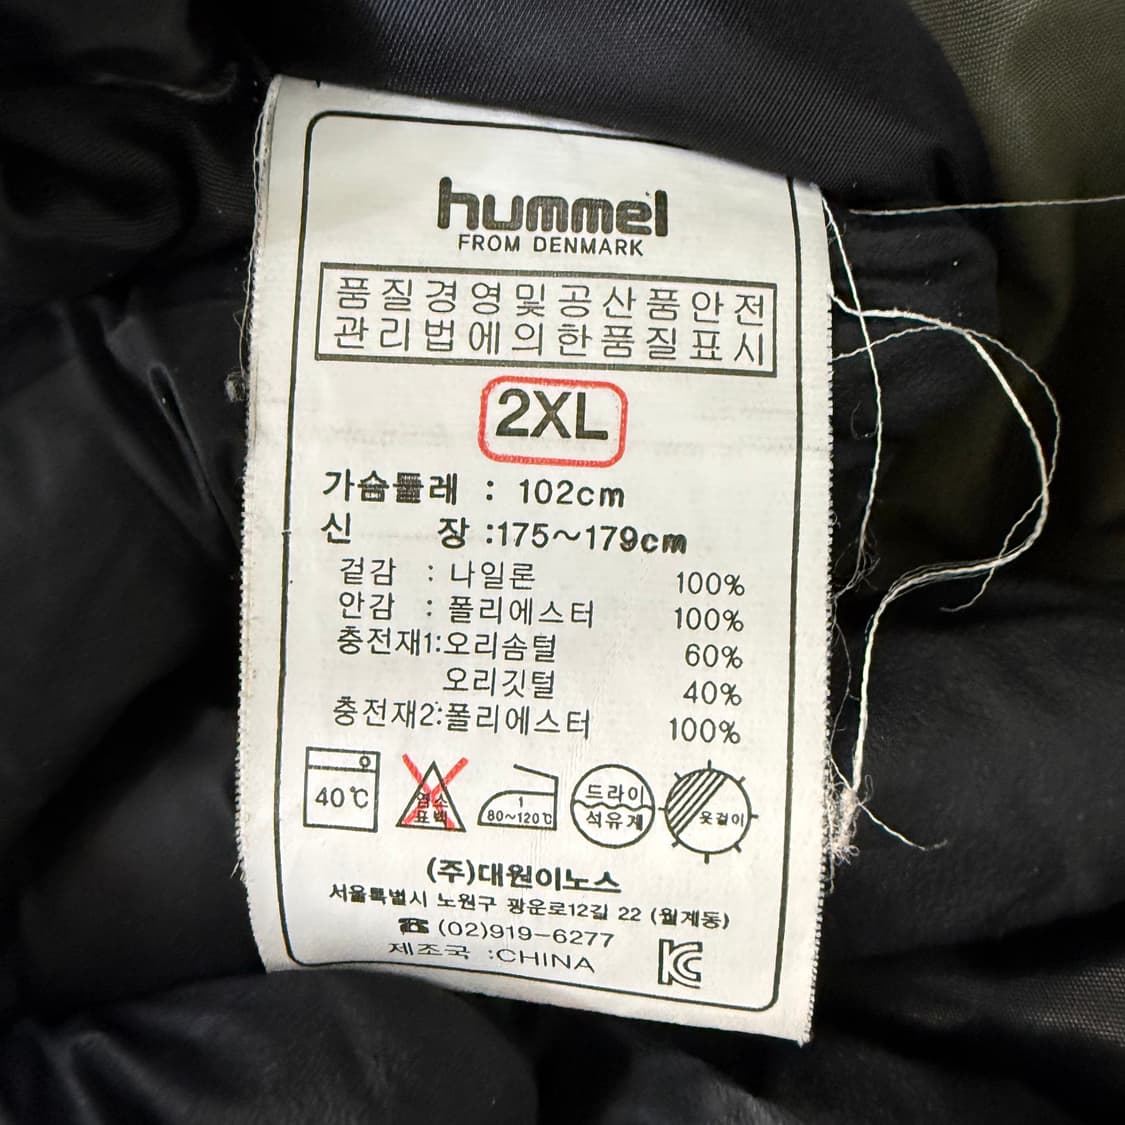 hummel
FROM DENMARK
품질경영및공산품안전
관리법에의한품질표시
2XL
가슴둘레 : 102cm
신 장 :175~179cm
겉감 : 나일론 100%
안감 : 폴리에스터 100%
충전재1:오리솜털 60%
오리깃털 40%
충전재2:폴리에스터 100%
40℃
염소
표백
1
80~120℃
드라이
석유계
옷걸이
(주)대원이노스
서울특별시 노원구 광운로12길 22 (월계동)
☎(02)919-6277
제조국 :CHINA
KC